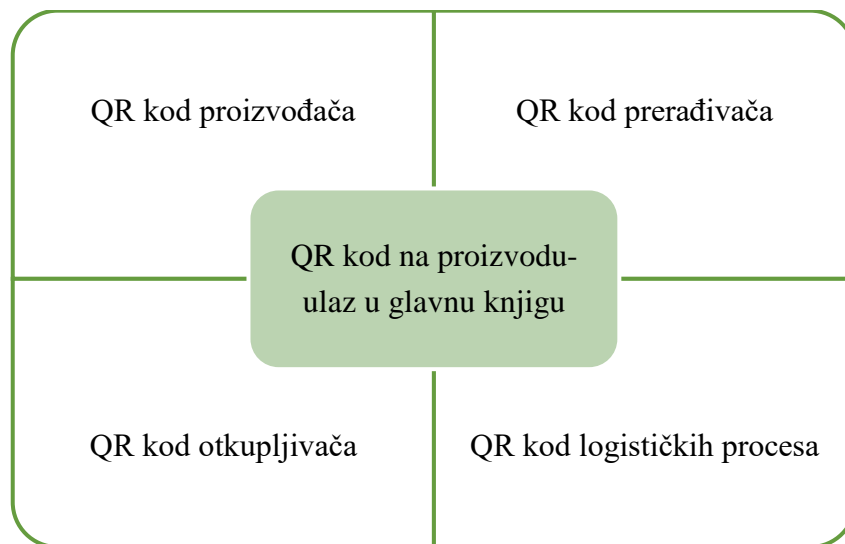 QR kod proizvođača
QR kod prerađivača
QR kod na proizvodu-
ulaz u glavnu knjigu
QR kod otkupljivača
QR kod logističkih procesa